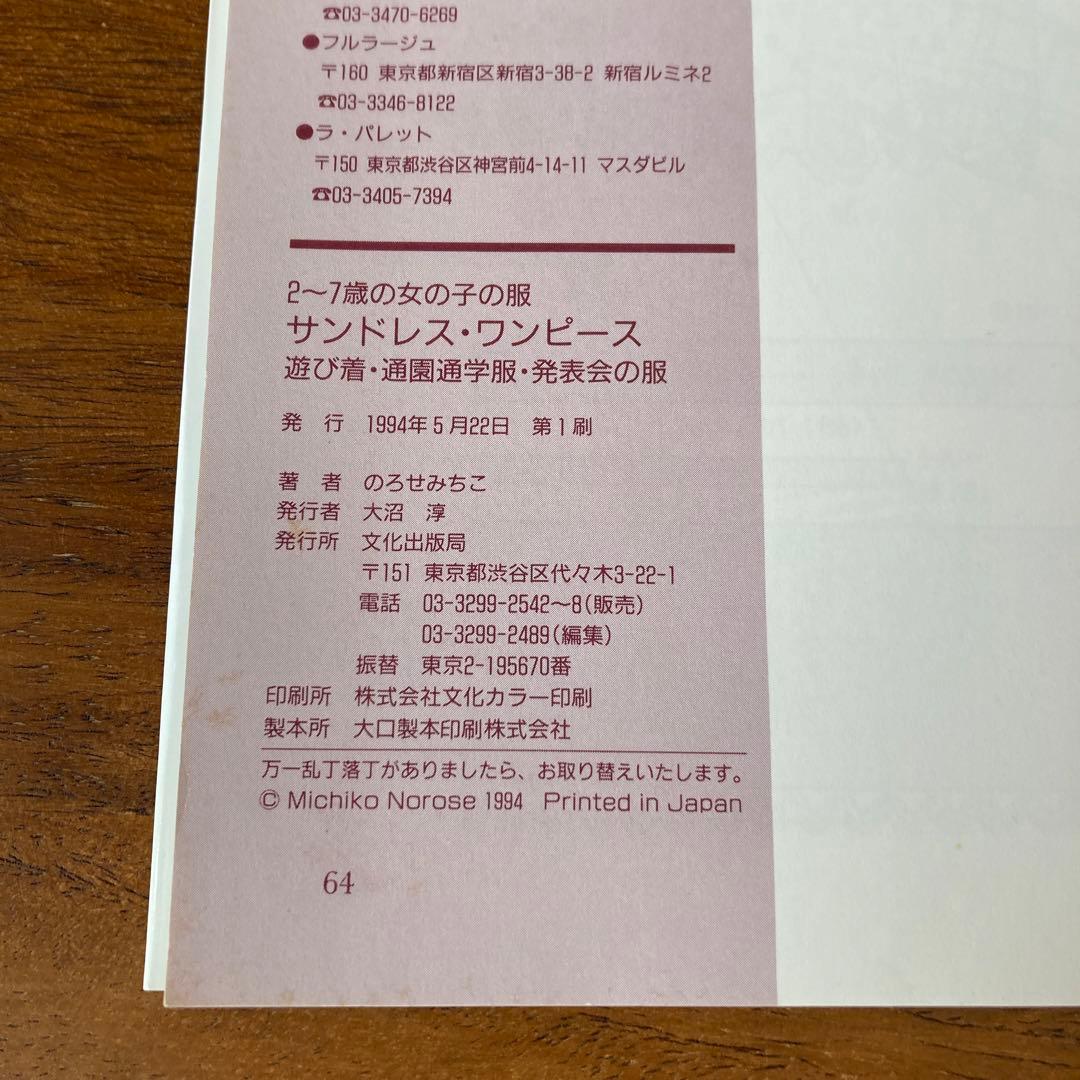 ☎03-3470-6269
●フルラージュ
〒160 東京都新宿区新宿3-38-2 新宿ルミネ2
☎03-3346-8122
●ラ・パレット
〒150 東京都渋谷区神宮前4-14-11 マスダビル
☎03-3405-7394
2〜7歳の女の子の服
サンドレス・ワンピース
遊び着・通園通学服・発表会の服
発 行 1994年5月22日 第1刷
著 者 のろせみちこ
発行者 大沼 淳
発行所 文化出版局
〒151 東京都渋谷区代々木3-22-1
電話 03-3299-2542〜8(販売)
03-3299-2489(編集)
振替 東京2-195670番
印刷所 株式会社文化カラー印刷
製本所 大口製本印刷株式会社
万一乱丁落丁がありましたら、お取り替えいたします。
© Michiko Norose 1994 Printed in Japan
64